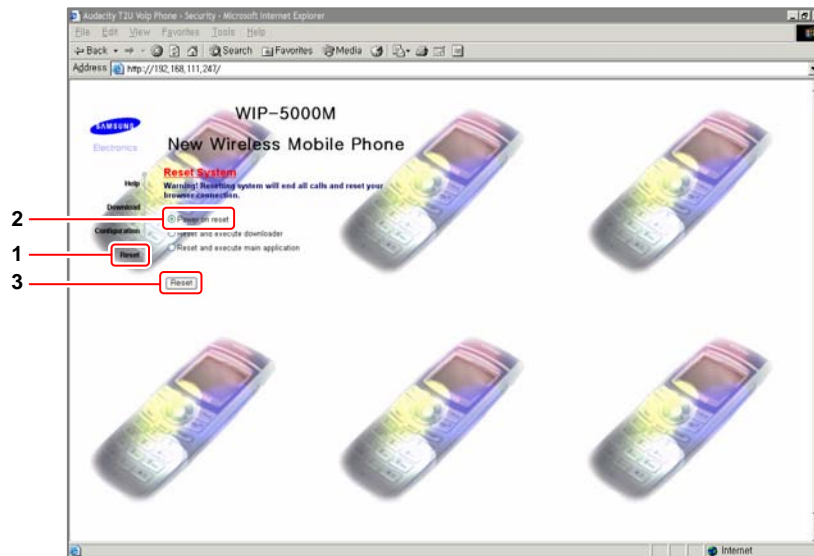 Audacity T2U Voip Phone - Security - Microsoft Internet Explorer
File Edit View Favorites Tools Help
Back Search Favorites Media
Address http://192,168,111,247/
SAMSUNG
Electronics
WIP-5000M
New Wireless Mobile Phone
Reset System
Warning! Resetting system will end all calls and reset your
browser connection.
Help
Download
Configuration
Reset
2
Power on reset
Reset and execute downloader
1
Reset and execute main application
3
Reset
Internet